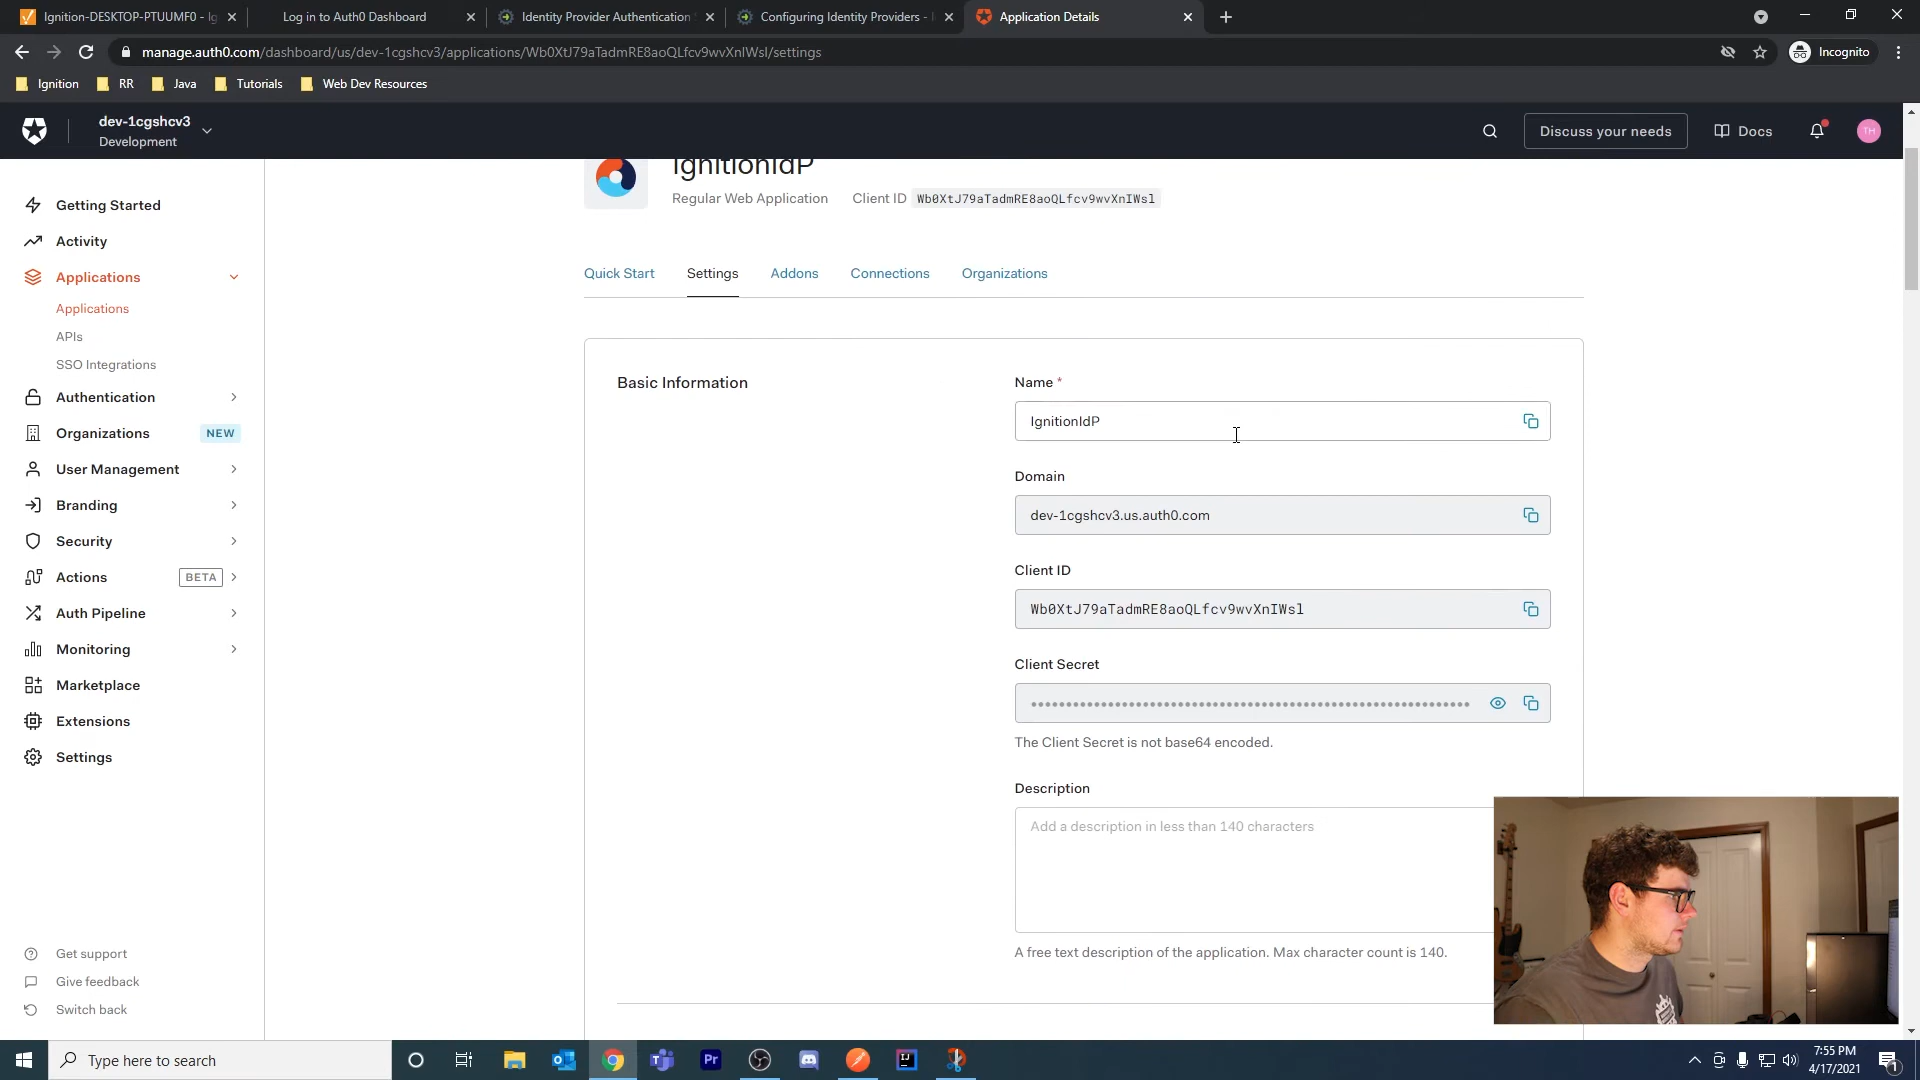 Ignition-DESKTOP-PTUUMF0 - Ig
Log in to Auth0 Dashboard
Identity Provider Authentication
Configuring Identity Providers - I
Application Details
manage.auth0.com/dashboard/us/dev-1cgshcv3/applications/Wb0XtJ79aTadmRE8aoQLfcv9wvXnIWsl/settings
Incognito
Ignition
RR
Java
Tutorials
Web Dev Resources
dev-1cgshcv3
Development
Discuss your needs
Docs
TH
Getting Started
Activity
Applications
Applications
APIs
SSO Integrations
Authentication
Organizations NEW
User Management
Branding
Security
Actions BETA
Auth Pipeline
Monitoring
Marketplace
Extensions
Settings
Get support
Give feedback
Switch back
IgnitionIdP
Regular Web Application
Client ID Wb0XtJ79aTadmRE8aoQLfcv9wvXnIWsl
Quick Start
Settings
Addons
Connections
Organizations
Basic Information
Name *
IgnitionIdP
Domain
dev-1cgshcv3.us.auth0.com
Client ID
Wb0XtJ79aTadmRE8aoQLfcv9wvXnIWsl
Client Secret
The Client Secret is not base64 encoded.
Description
Add a description in less than 140 characters
A free text description of the application. Max character count is 140.
Type here to search
Pr
IJ
7:55 PM
4/17/2021
1